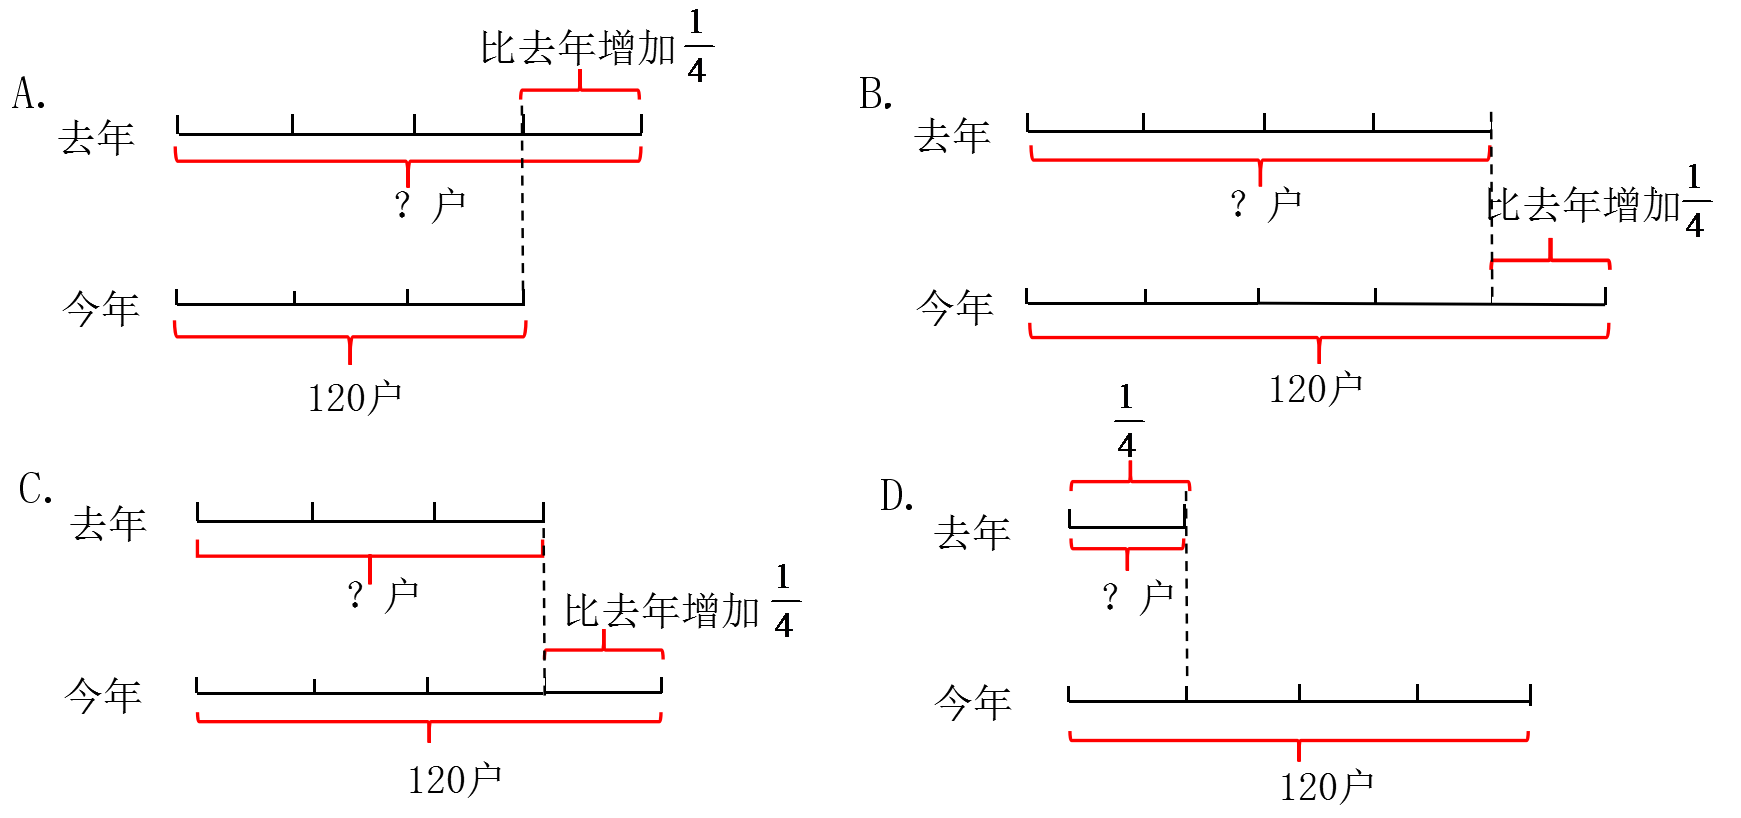 A.
比去年增加 1/4
去年
? 户
今年
120户
B.
去年
? 户
比去年增加 1/4
今年
120户
C.
去年
? 户
比去年增加 1/4
今年
120户
D.
1/4
去年
? 户
今年
120户